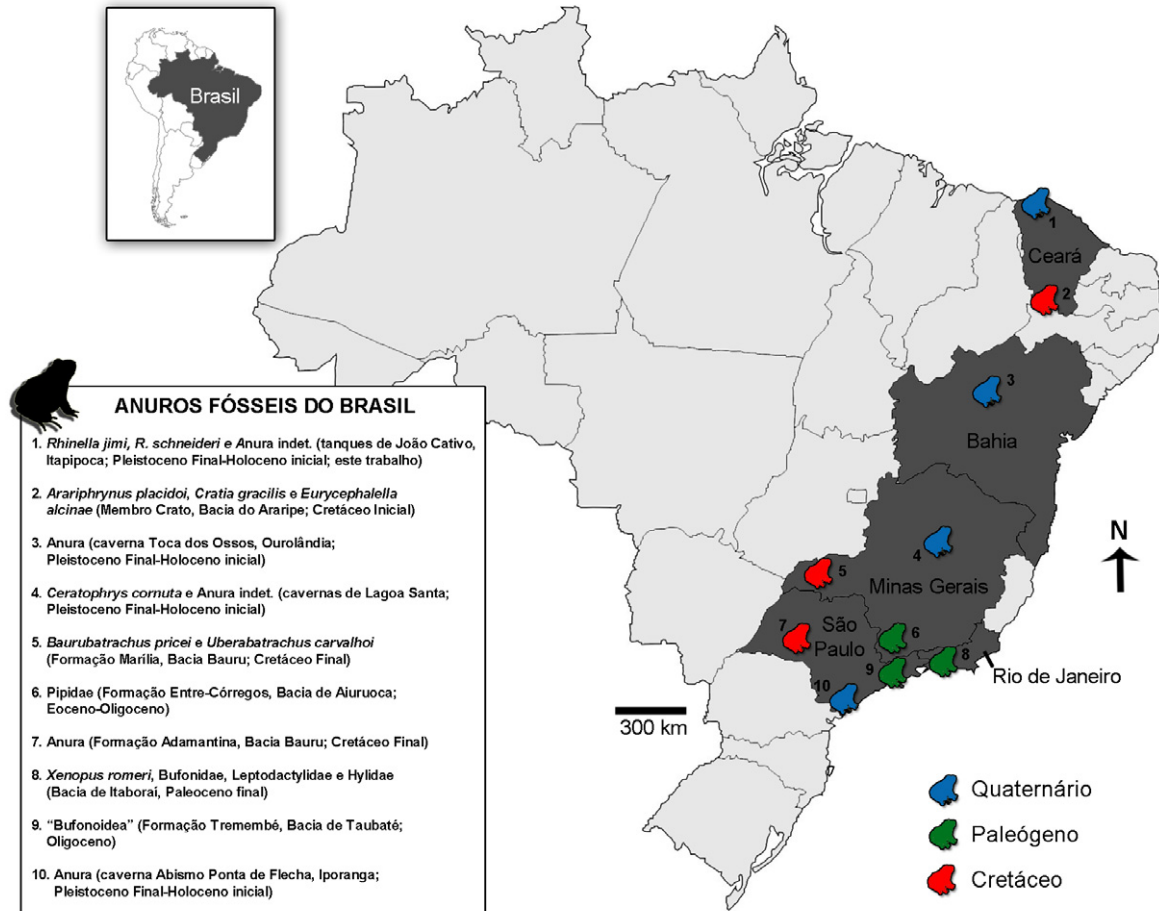 Brasil
ANUROS FÓSSEIS DO BRASIL
1. Rhinella jimi, R. schneideri e Anura indet. (tanques de João Cativo,
Itapipoca; Pleistoceno Final-Holoceno inicial; este trabalho)
2. Arariphrynus placidoi, Cratia gracilis e Eurycephalella
alcinae (Membro Crato, Bacia do Araripe; Cretáceo Inicial)
3. Anura (caverna Toca dos Ossos, Ourolândia;
Pleistoceno Final-Holoceno inicial)
4. Ceratophrys cornuta e Anura indet. (cavernas de Lagoa Santa;
Pleistoceno Final-Holoceno inicial)
5. Baurubatrachus pricei e Uberabatrachus carvalhoi
(Formação Marília, Bacia Bauru; Cretáceo Final)
6. Pipidae (Formação Entre-Córregos, Bacia de Aiuruoca;
Eoceno-Oligoceno)
7. Anura (Formação Adamantina, Bacia Bauru; Cretáceo Final)
8. Xenopus romeri, Bufonidae, Leptodactylidae e Hylidae
(Bacia de Itaboraí, Paleoceno final)
9. “Bufonoidea” (Formação Tremembé, Bacia de Taubaté;
Oligoceno)
10. Anura (caverna Abismo Ponta de Flecha, Iporanga;
Pleistoceno Final-Holoceno inicial)
1
Ceará
2
3
Bahia
4
Minas Gerais
5
São
Paulo
7
6
8
9
10
Rio de Janeiro
N
300 km
Quaternário
Paleógeno
Cretáceo